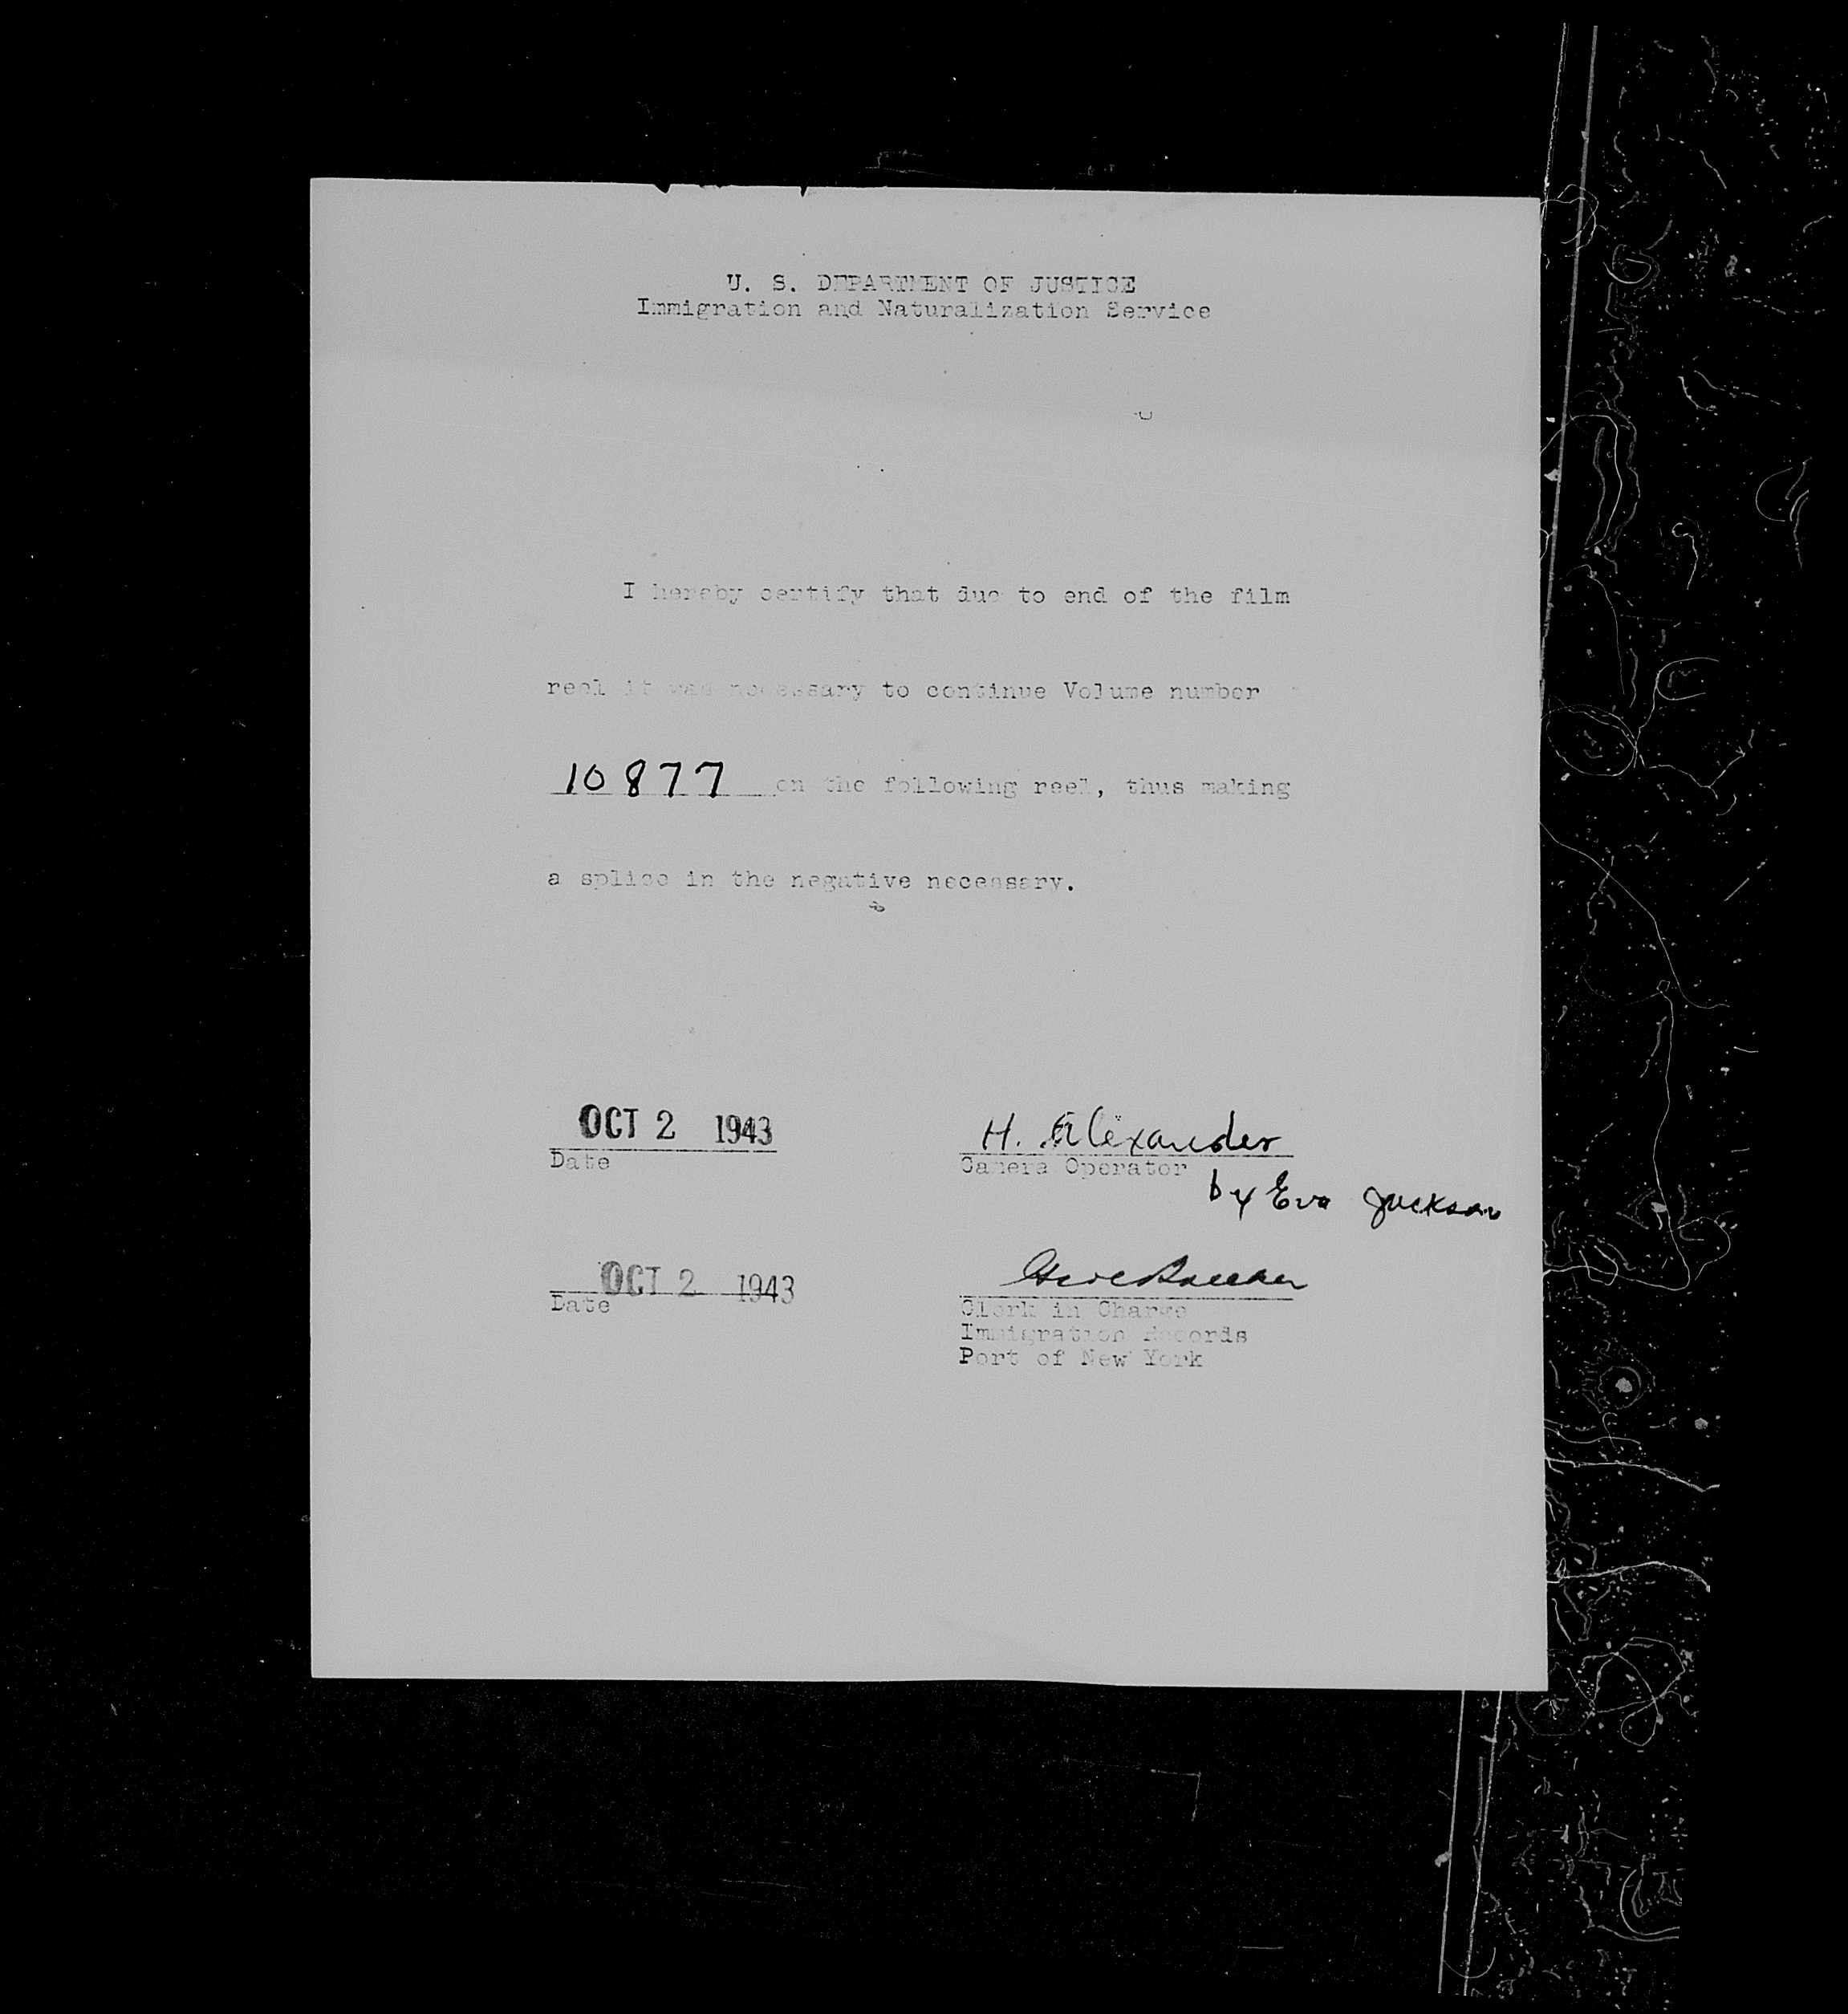 U. S. DEPARTMENT OF JUSTICE
Immigration and Naturalization Service
I hereby certify that due to end of the film
reel it was necessary to continue Volume number
10877 on the following reel, thus making
a splice in the negative necessary.
OCT 2 1943 H. Alexander
Date Camera Operator
by Eva Jackson
OCT 2 1943
Date Clerk in Charge
Immigration Records
Port of New York